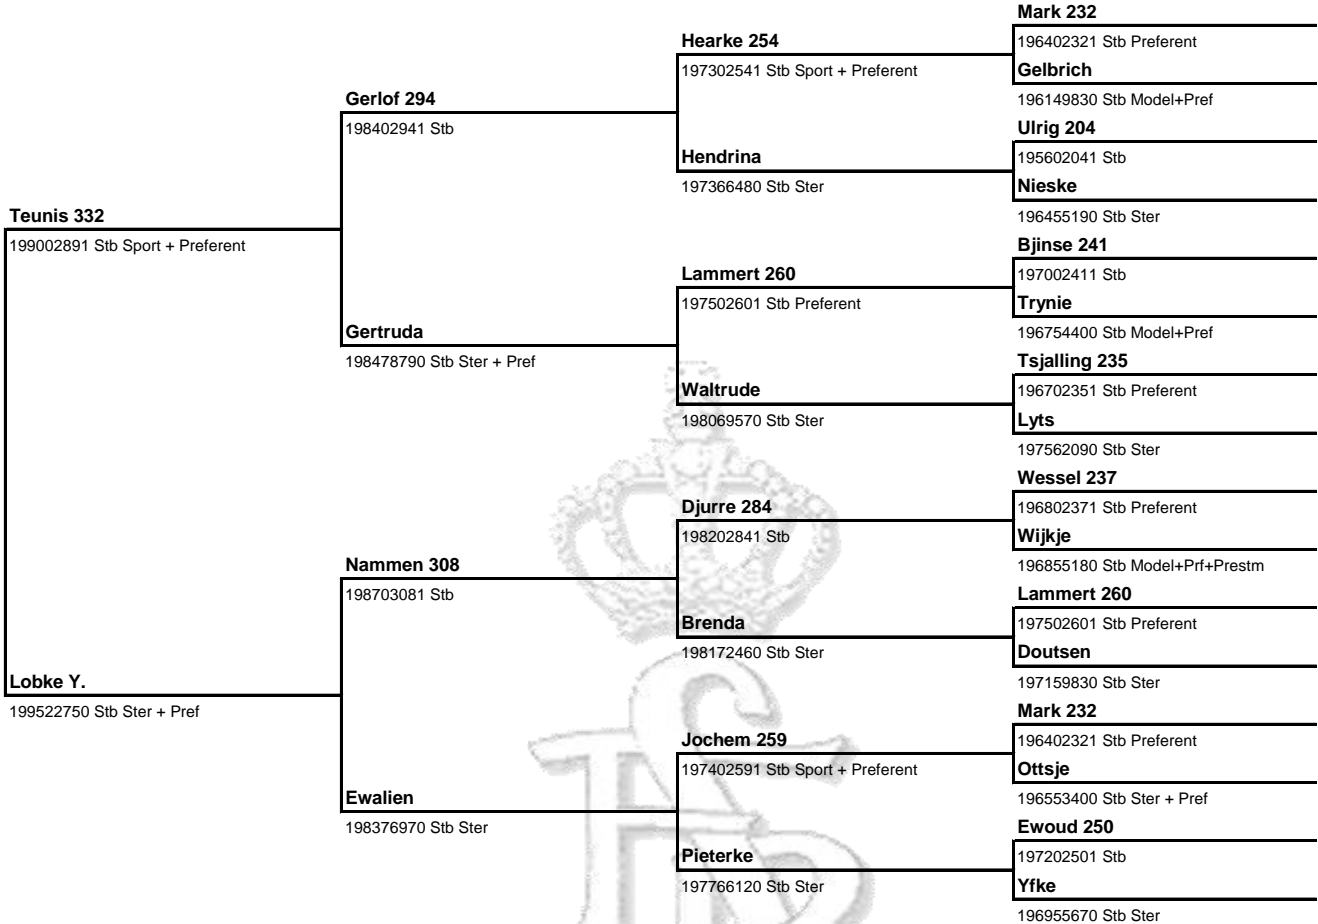 Teunis 332
199002891 Stb Sport + Preferent
Lobke Y.
199522750 Stb Ster + Pref
Gerlof 294
198402941 Stb
Gertruda
198478790 Stb Ster + Pref
Nammen 308
198703081 Stb
Ewalien
198376970 Stb Ster
Hearke 254
197302541 Stb Sport + Preferent
Hendrina
197366480 Stb Ster
Lammert 260
197502601 Stb Preferent
Waltrude
198069570 Stb Ster
Djurre 284
198202841 Stb
Brenda
198172460 Stb Ster
Jochem 259
197402591 Stb Sport + Preferent
Pieterke
197766120 Stb Ster
Mark 232
196402321 Stb Preferent
Gelbrich
196149830 Stb Model+Pref
Ulrig 204
195602041 Stb
Nieske
196455190 Stb Ster
Bjinse 241
197002411 Stb
Trynie
196754400 Stb Model+Pref
Tsjalling 235
196702351 Stb Preferent
Lyts
197562090 Stb Ster
Wessel 237
196802371 Stb Preferent
Wijkje
196855180 Stb Model+Prf+Prestm
Lammert 260
197502601 Stb Preferent
Doutsen
197159830 Stb Ster
Mark 232
196402321 Stb Preferent
Ottsje
196553400 Stb Ster + Pref
Ewoud 250
197202501 Stb
Yfke
196955670 Stb Ster